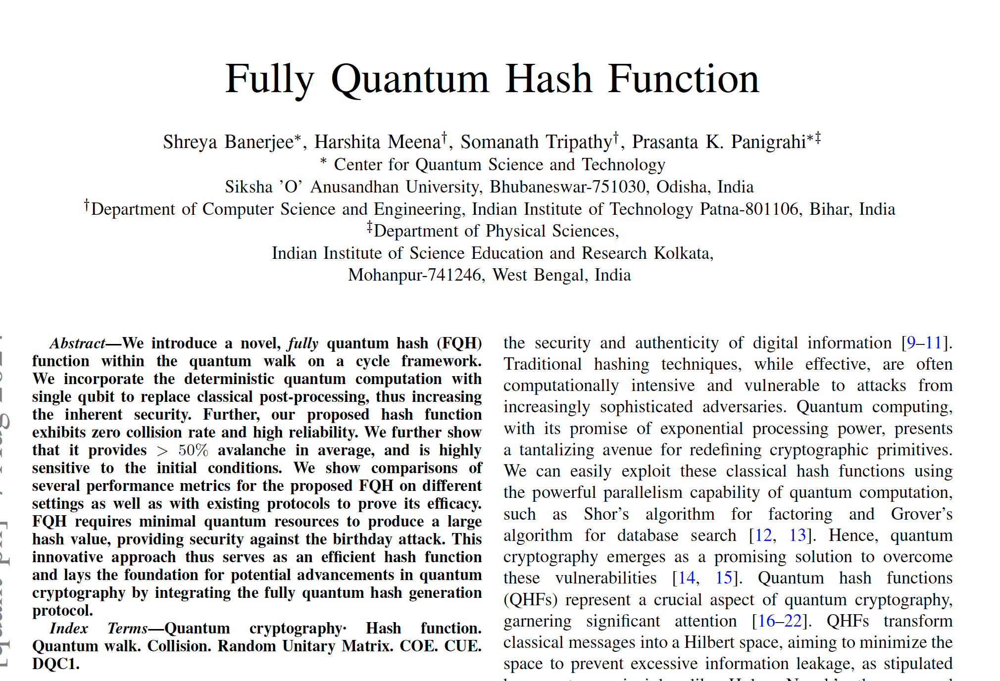 Fully Quantum Hash Function
Shreya Banerjee*, Harshita Meena†, Somanath Tripathy†, Prasanta K. Panigrahi*‡
* Center for Quantum Science and Technology
Siksha ’O’ Anusandhan University, Bhubaneswar-751030, Odisha, India
†Department of Computer Science and Engineering, Indian Institute of Technology Patna-801106, Bihar, India
‡Department of Physical Sciences,
Indian Institute of Science Education and Research Kolkata,
Mohanpur-741246, West Bengal, India
Abstract—We introduce a novel, fully quantum hash (FQH)
function within the quantum walk on a cycle framework.
We incorporate the deterministic quantum computation with
single qubit to replace classical post-processing, thus increasing
the inherent security. Further, our proposed hash function
exhibits zero collision rate and high reliability. We further show
that it provides > 50% avalanche in average, and is highly
sensitive to the initial conditions. We show comparisons of
several performance metrics for the proposed FQH on different
settings as well as with existing protocols to prove its efficacy.
FQH requires minimal quantum resources to produce a large
hash value, providing security against the birthday attack. This
innovative approach thus serves as an efficient hash function
and lays the foundation for potential advancements in quantum
cryptography by integrating the fully quantum hash generation
protocol.
Index Terms—Quantum cryptography· Hash function.
Quantum walk. Collision. Random Unitary Matrix. COE. CUE.
DQC1.
the security and authenticity of digital information [9–11].
Traditional hashing techniques, while effective, are often
computationally intensive and vulnerable to attacks from
increasingly sophisticated adversaries. Quantum computing,
with its promise of exponential processing power, presents
a tantalizing avenue for redefining cryptographic primitives.
We can easily exploit these classical hash functions using
the powerful parallelism capability of quantum computation,
such as Shor’s algorithm for factoring and Grover’s
algorithm for database search [12, 13]. Hence, quantum
cryptography emerges as a promising solution to overcome
these vulnerabilities [14, 15]. Quantum hash functions
(QHFs) represent a crucial aspect of quantum cryptography,
garnering significant attention [16–22]. QHFs transform
classical messages into a Hilbert space, aiming to minimize the
space to prevent excessive information leakage, as stipulated